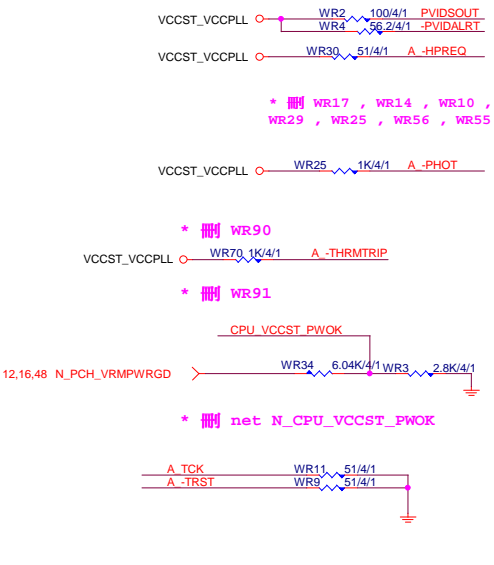 VCCST_VCCPLL WR2 100/4/1 PVIDSOUT
WR4 56.2/4/1 -PVIDALRT
VCCST_VCCPLL WR30 51/4/1 A_-HPREQ
* 刪 WR17 , WR14 , WR10 ,
WR29 , WR25 , WR56 , WR55
VCCST_VCCPLL WR25 1K/4/1 A_-PHOT
* 刪 WR90
VCCST_VCCPLL WR70 1K/4/1 A_-THRMTRIP
* 刪 WR91
CPU_VCCST_PWOK
12,16,48 N_PCH_VRMPWRGD WR34 6.04K/4/1 WR3 2.8K/4/1
* 刪 net N_CPU_VCCST_PWOK
A_TCK WR11 51/4/1
A_-TRST WR9 51/4/1